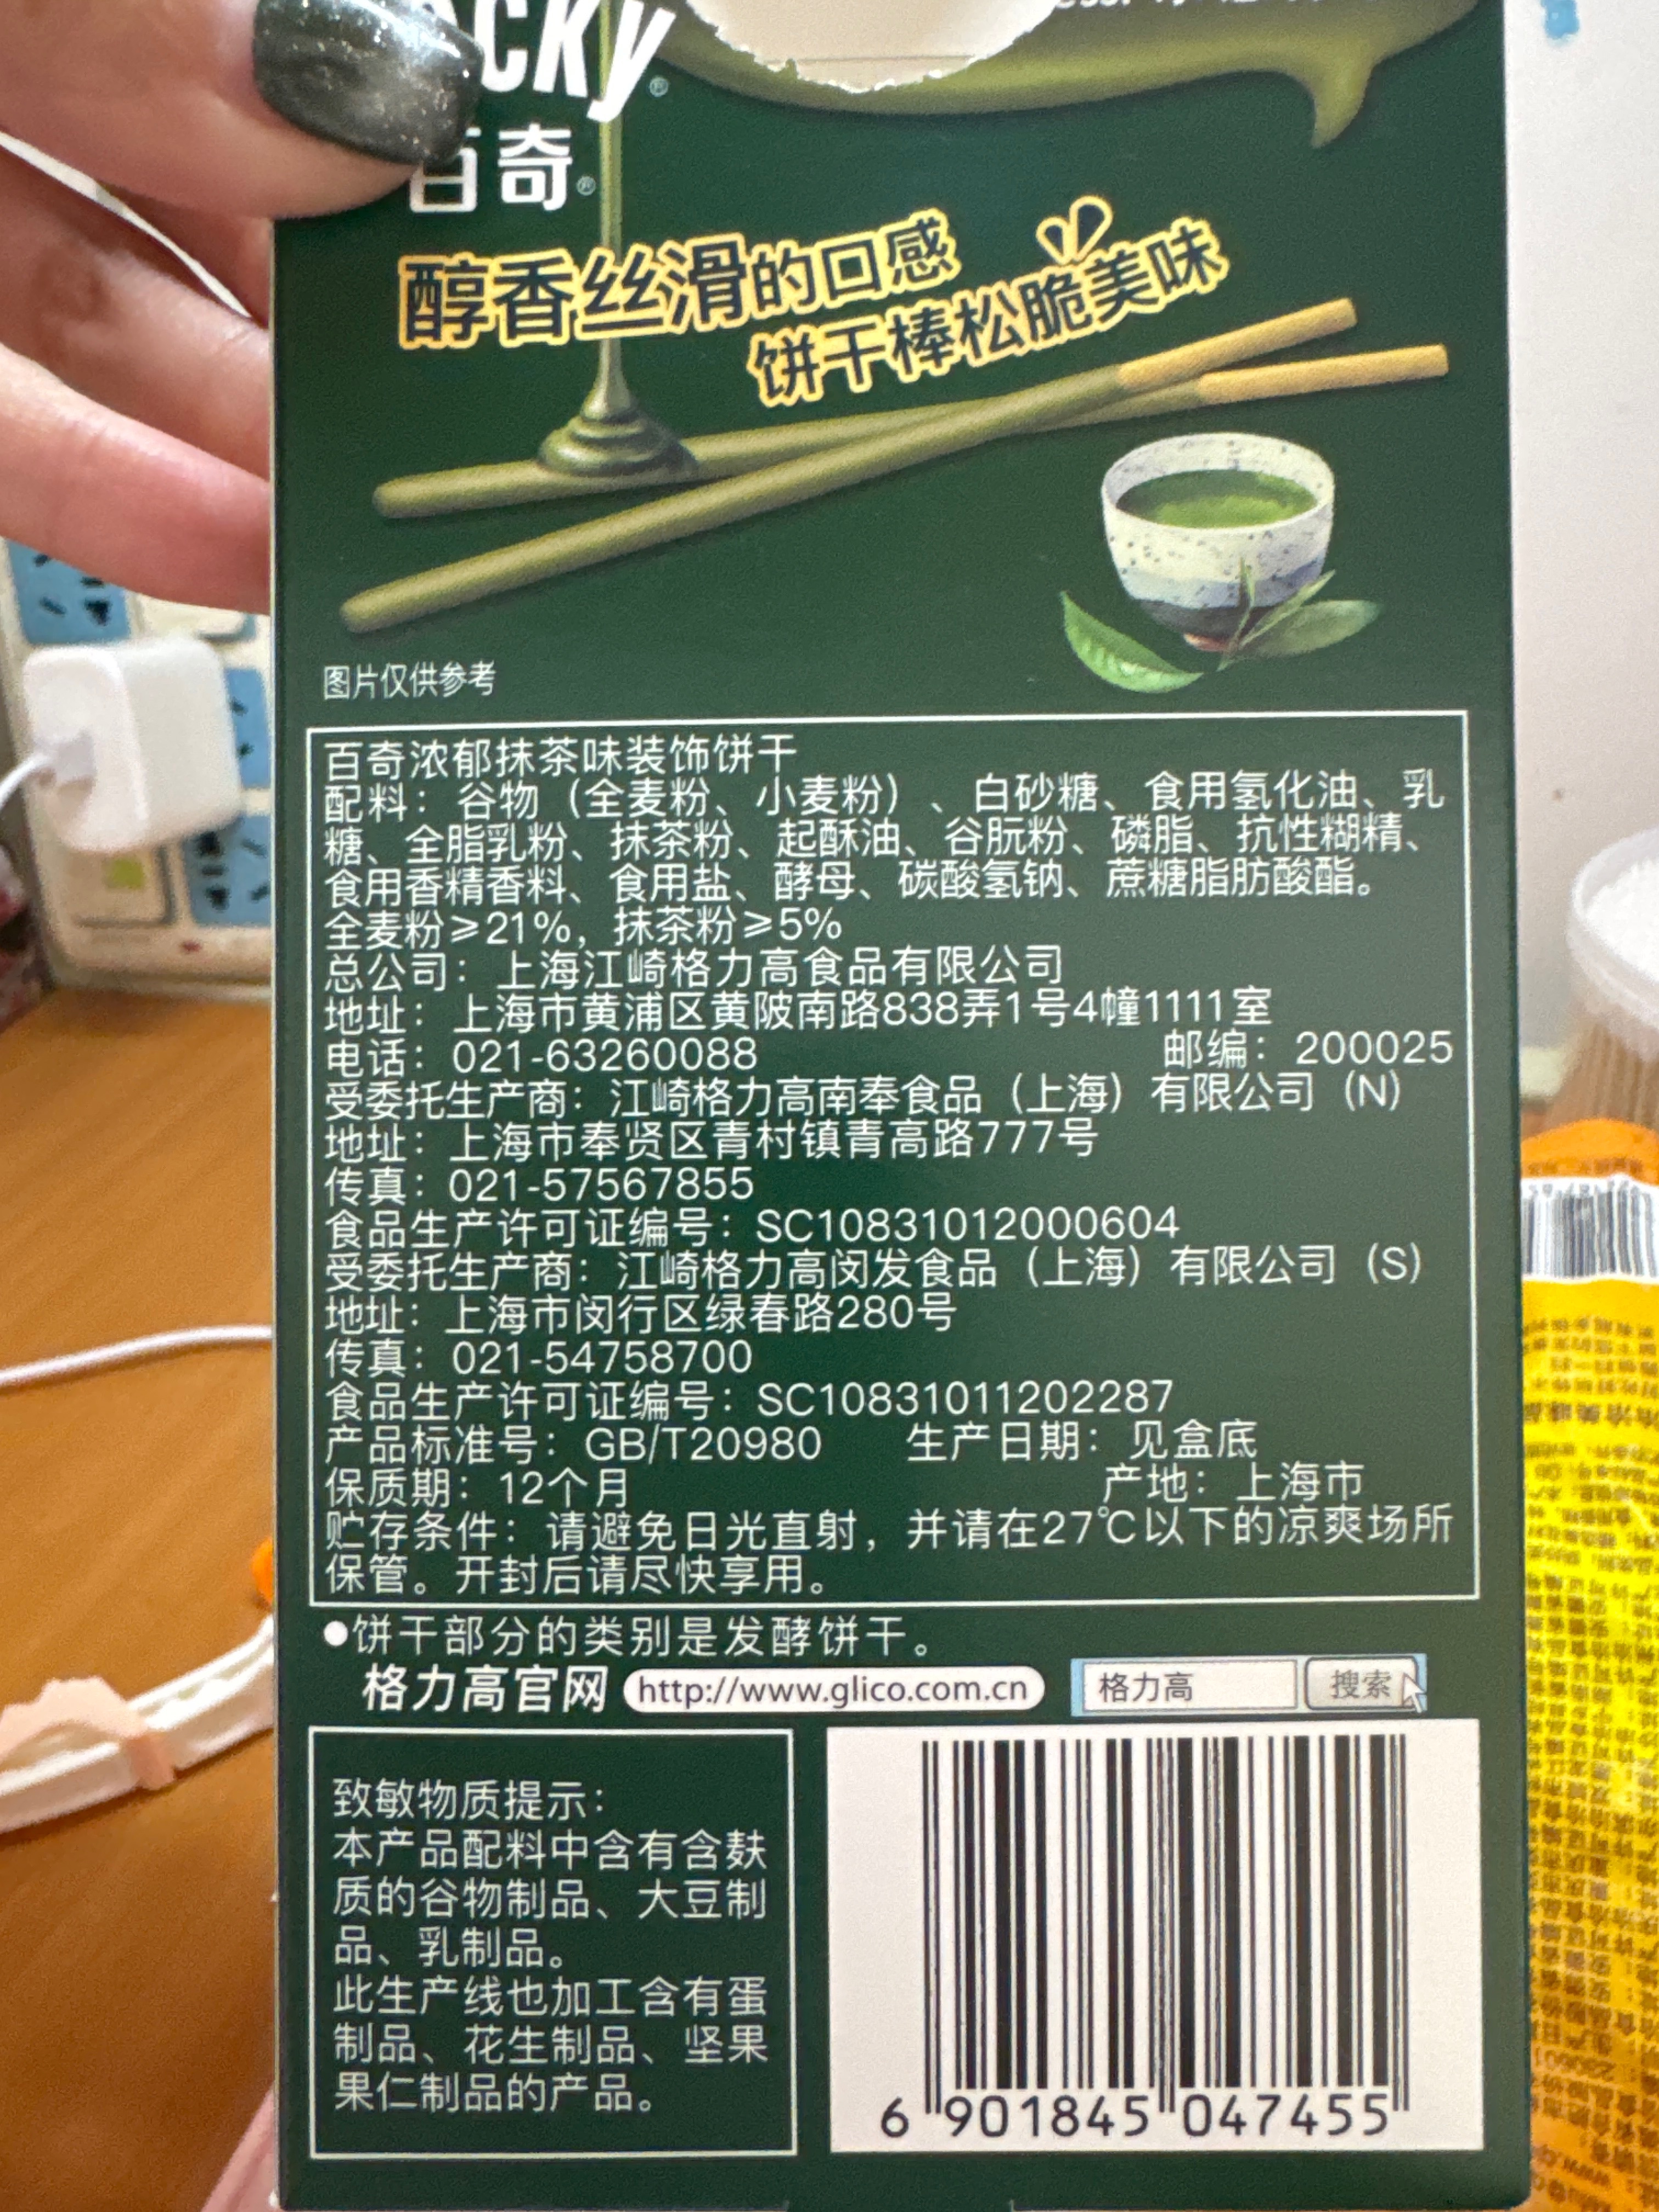 cky®
百奇®
醇香丝滑的口感
饼干棒松脆美味
图片仅供参考
百奇浓郁抹茶味装饰饼干
配料：谷物（全麦粉、小麦粉）、白砂糖、食用氢化油、乳
糖、全脂乳粉、抹茶粉、起酥油、谷朊粉、磷脂、抗性糊精、
食用香精香料、食用盐、酵母、碳酸氢钠、蔗糖脂肪酸酯。
全麦粉≥21%，抹茶粉≥5%
总公司：上海江崎格力高食品有限公司
地址：上海市黄浦区黄陂南路838弄1号4幢1111室
电话：021-63260088 邮编：200025
受委托生产商：江崎格力高南奉食品（上海）有限公司（N）
地址：上海市奉贤区青村镇青高路777号
传真：021-57567855
食品生产许可证编号：SC10831012000604
受委托生产商：江崎格力高闵发食品（上海）有限公司（S）
地址：上海市闵行区绿春路280号
传真：021-54758700
食品生产许可证编号：SC10831011202287
产品标准号：GB/T20980 生产日期：见盒底
保质期：12个月 产地：上海市
贮存条件：请避免日光直射，并请在27℃以下的凉爽场所
保管。开封后请尽快享用。
●饼干部分的类别是发酵饼干。
格力高官网 http://www.glico.com.cn 格力高 搜索
致敏物质提示：
本产品配料中含有含麸
质的谷物制品、大豆制
品、乳制品。
此生产线也加工含有蛋
制品、花生制品、坚果
果仁制品的产品。
6 901845 047455